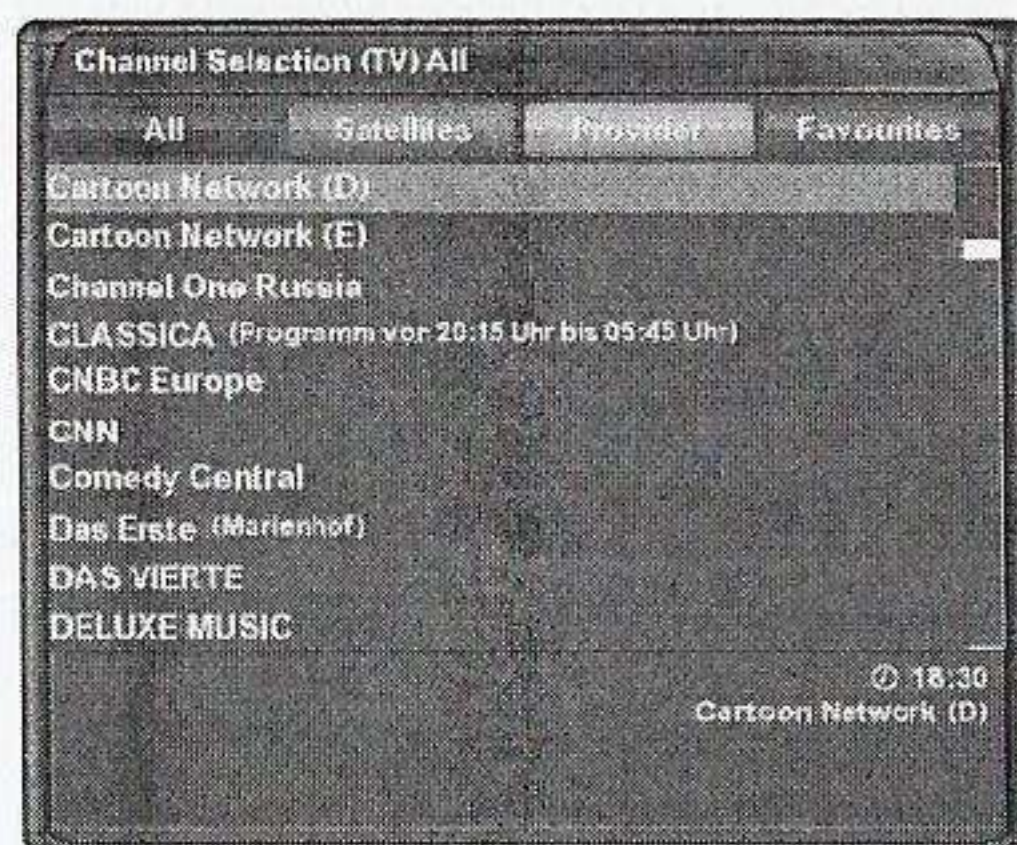 Channel Selection (TV) All
All Satellites Provider Favourites
Cartoon Network (D)
Cartoon Network (E)
Channel One Russia
CLASSICA (Programm von 20:15 Uhr bis 05:45 Uhr)
CNBC Europe
CNN
Comedy Central
Das Erste (Marienhof)
DAS VIERTE
DELUXE MUSIC
18:30
Cartoon Network (D)